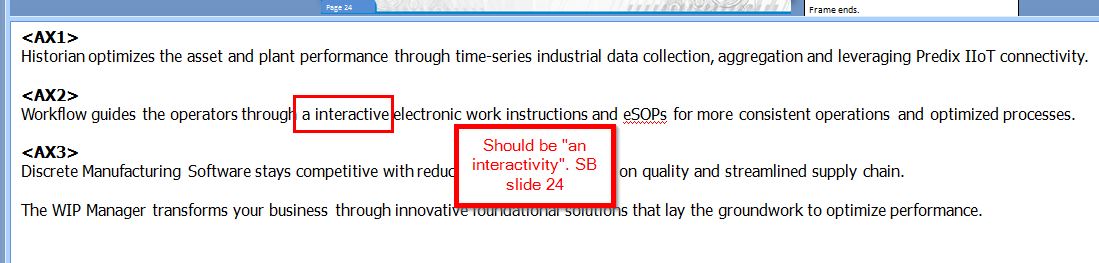 Page 24
Frame ends.
<AX1>
Historian optimizes the asset and plant performance through time-series industrial data collection, aggregation and leveraging Predix IIoT connectivity.
<AX2>
Workflow guides the operators through a interactive electronic work instructions and eSOPs for more consistent operations and optimized processes.
Should be "an
interactivity". SB
slide 24
<AX3>
Discrete Manufacturing Software stays competitive with reduc on quality and streamlined supply chain.
The WIP Manager transforms your business through innovative foundational solutions that lay the groundwork to optimize performance.